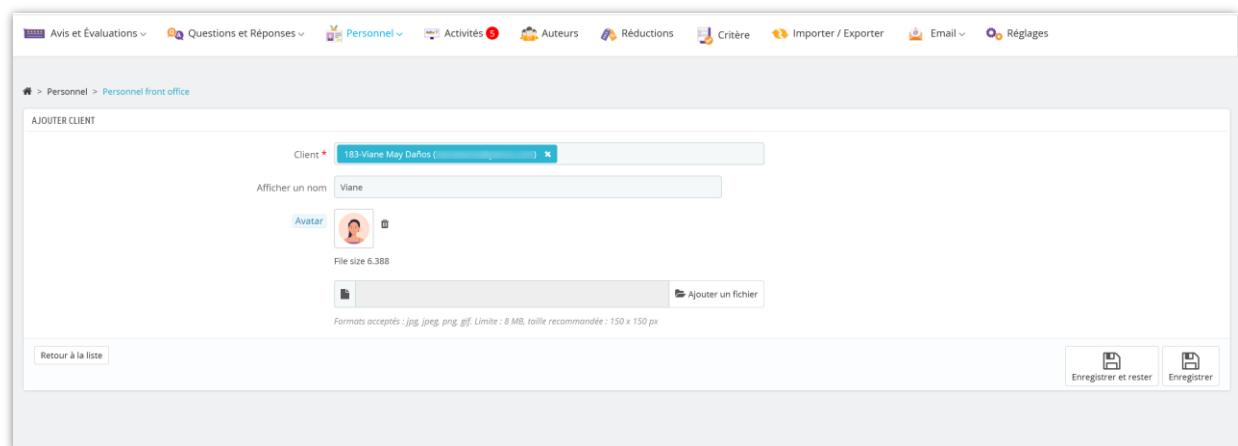 Avis et Évaluations Questions et Réponses Personnel Activités 5 Auteurs Réductions Critère Importer / Exporter Email Réglages
> Personnel > Personnel front office
AJOUTER CLIENT
Client * 183-Viane May Daños ( )
Afficher un nom Viane
Avatar
File size 6.388
Ajouter un fichier
Formats acceptés : jpg, jpeg, png, gif. Limite : 8 MB, taille recommandée : 150 x 150 px
Retour à la liste
Enregistrer et rester Enregistrer